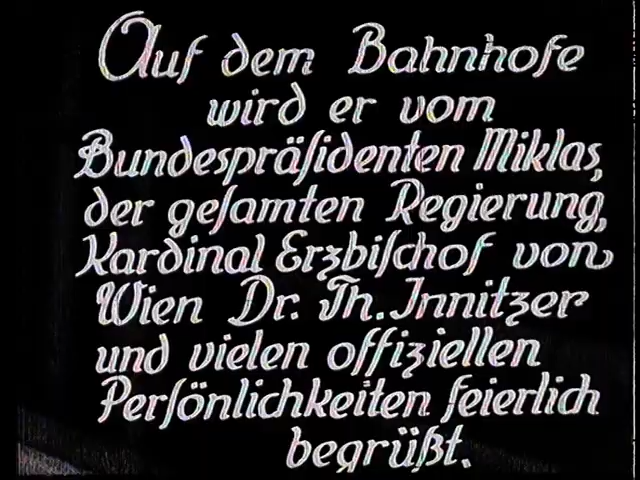 Auf dem Bahnhofe
wird er vom
Bundespräſidenten Miklas,
der geſamten Regierung,
Kardinal Erzbiſchof von
Wien Dr. Th. Innitzer
und vielen offiziellen
Perſönlichkeiten feierlich
begrüßt.